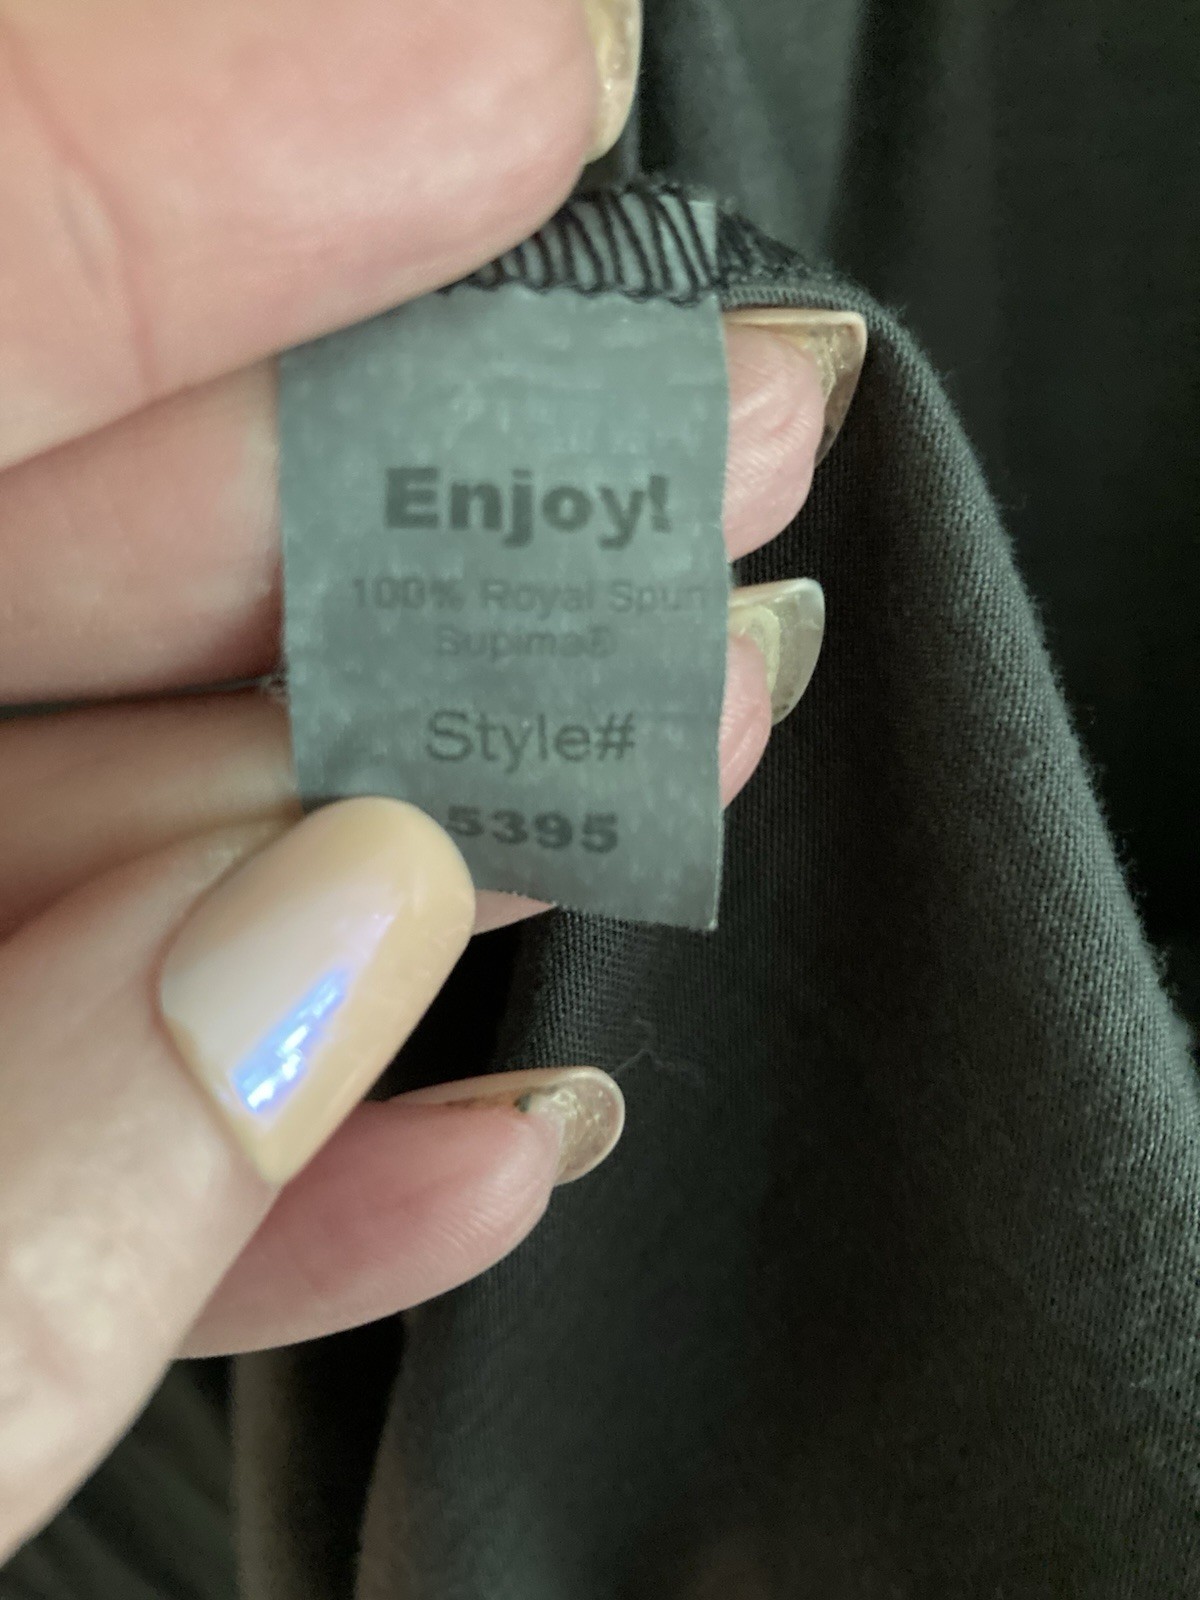 Enjoy!
100% Royal Spun
Supima®
Style#
5395